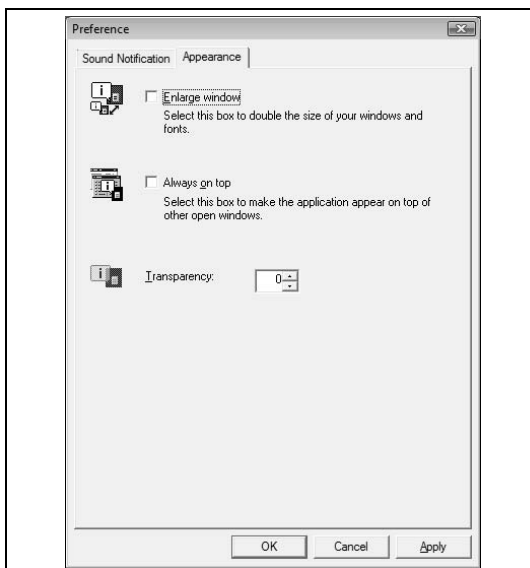 Preference
Sound Notification Appearance
Enlarge window
Select this box to double the size of your windows and
fonts.
Always on top
Select this box to make the application appear on top of
other open windows.
Transparency: 0
OK Cancel Apply